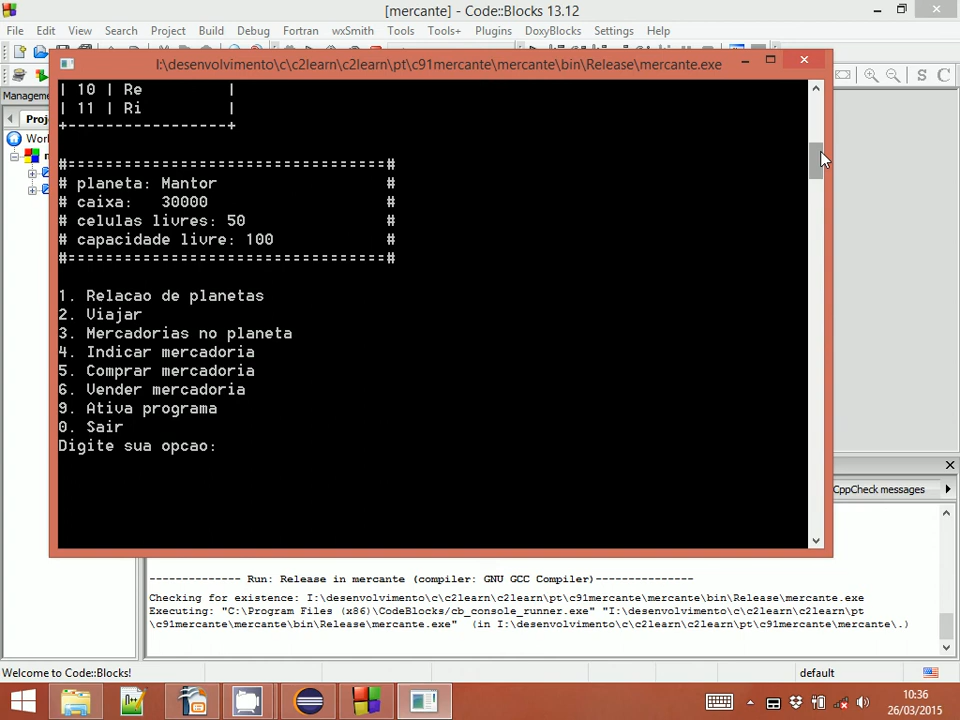 [mercante] - Code::Blocks 13.12
File Edit View Search Project Build Debug Fortran wxSmith Tools Tools+ Plugins DoxyBlocks Settings Help
I:\desenvolvimento\c\c2learn\c2learn\pt\c91mercante\mercante\bin\Release\mercante.exe
S C
Manageme
Proj
Work
| 10 | Re |
| 11 | Ri |
+-----------------+
#==================================#
# planeta: Mantor #
# caixa: 30000 #
# celulas livres: 50 #
# capacidade livre: 100 #
#==================================#
1. Relacao de planetas
2. Viajar
3. Mercadorias no planeta
4. Indicar mercadoria
5. Comprar mercadoria
6. Vender mercadoria
9. Ativa programa
0. Sair
Digite sua opcao:
CppCheck messages
-------------- Run: Release in mercante (compiler: GNU GCC Compiler)---------------
Checking for existence: I:\desenvolvimento\c\c2learn\c2learn\pt\c91mercante\mercante\bin\Release\mercante.exe
Executing: "C:\Program Files (x86)\CodeBlocks/cb_console_runner.exe" "I:\desenvolvimento\c\c2learn\c2learn\pt
\c91mercante\mercante\bin\Release\mercante.exe" (in I:\desenvolvimento\c\c2learn\c2learn\pt\c91mercante\mercante\.)
Welcome to Code::Blocks!
default
10:36
26/03/2015